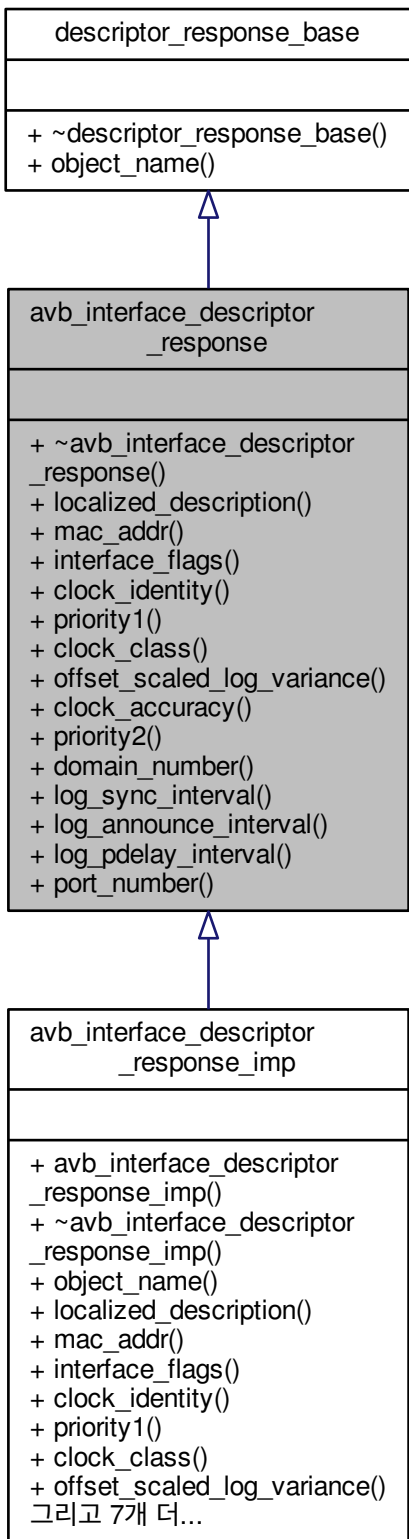 descriptor_response_base
+ ~descriptor_response_base()
+ object_name()
avb_interface_descriptor
_response
+ ~avb_interface_descriptor
_response()
+ localized_description()
+ mac_addr()
+ interface_flags()
+ clock_identity()
+ priority1()
+ clock_class()
+ offset_scaled_log_variance()
+ clock_accuracy()
+ priority2()
+ domain_number()
+ log_sync_interval()
+ log_announce_interval()
+ log_pdelay_interval()
+ port_number()
avb_interface_descriptor
_response_imp
+ avb_interface_descriptor
_response_imp()
+ ~avb_interface_descriptor
_response_imp()
+ object_name()
+ localized_description()
+ mac_addr()
+ interface_flags()
+ clock_identity()
+ priority1()
+ clock_class()
+ offset_scaled_log_variance()
그리고 7개 더...